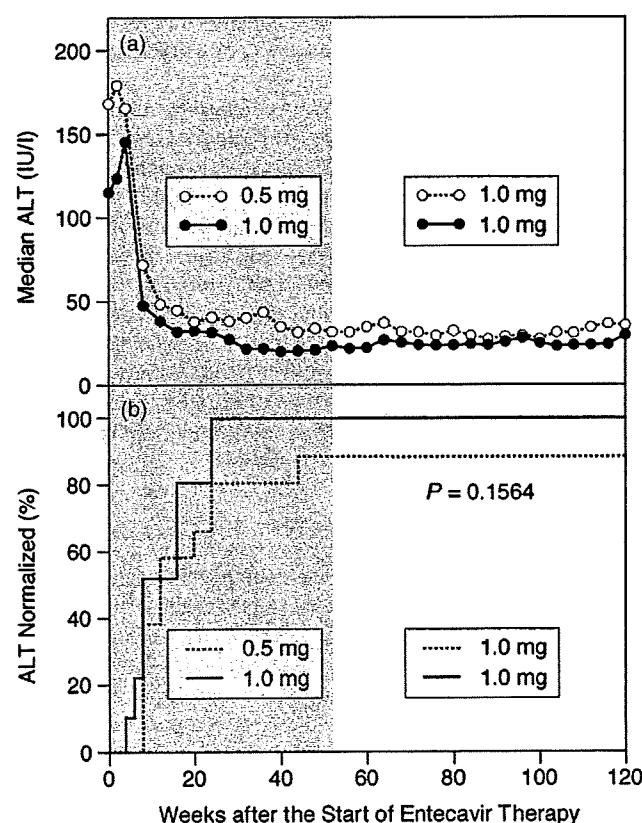 (a)
Median ALT (IU/l)
200
150
100
50
0
0.5 mg
1.0 mg
1.0 mg
1.0 mg
(b)
ALT Normalized (%)
100
80
60
40
20
0
P = 0.1564
0.5 mg
1.0 mg
1.0 mg
1.0 mg
0 20 40 60 80 100 120
Weeks after the Start of Entecavir Therapy